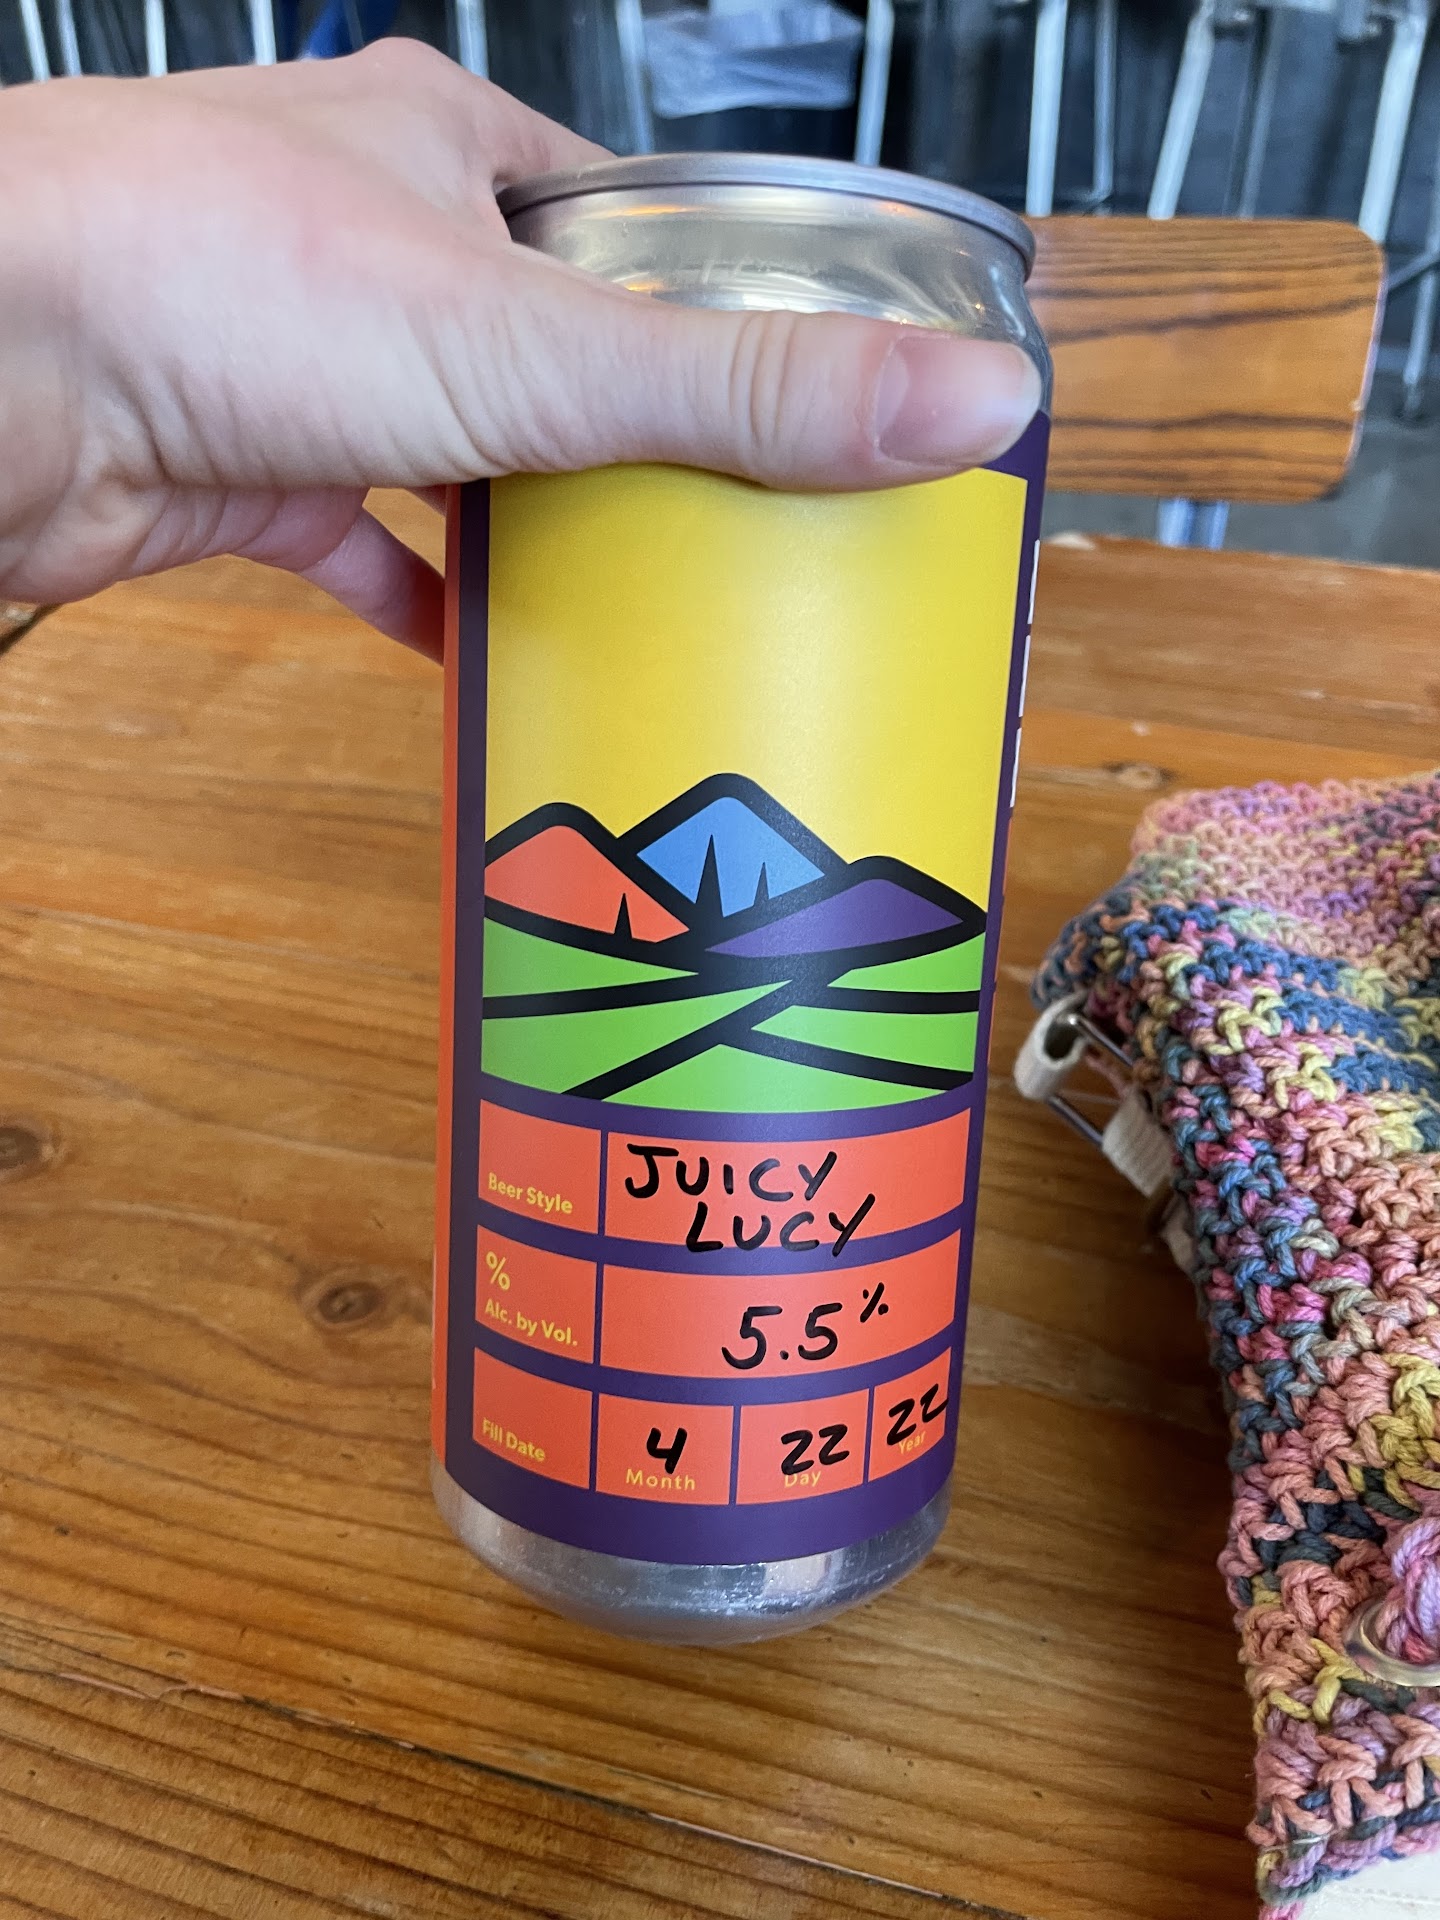 Beer Style
JUICY
LUCY
%
Alc. by Vol.
5.5%
Fill Date
4
Month
22
Day
22
Year